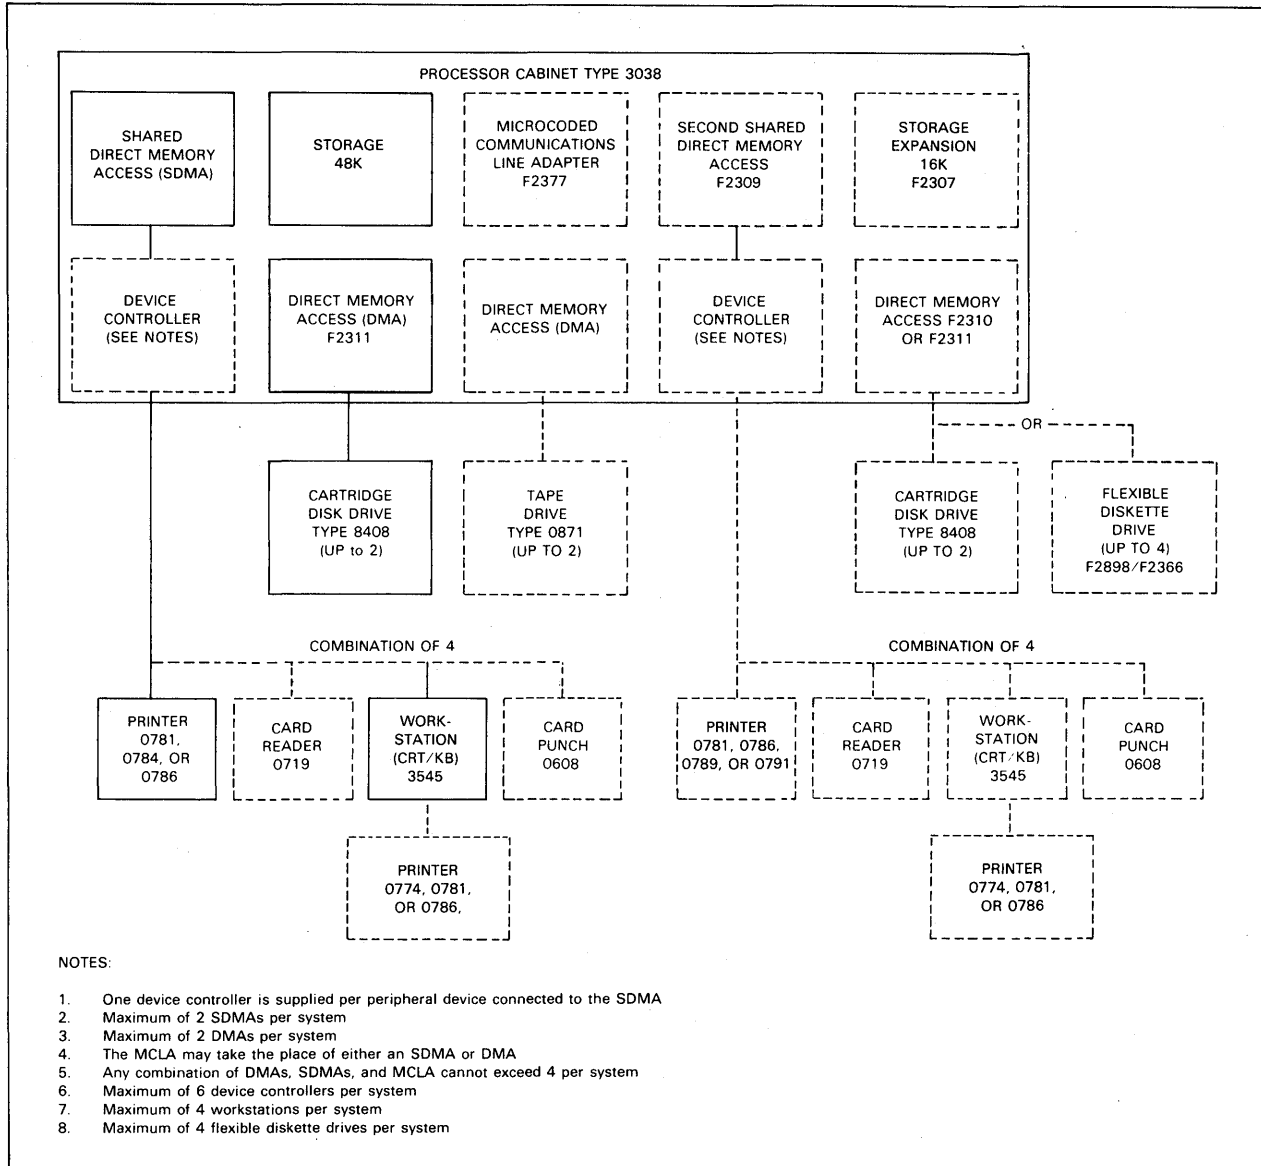 PROCESSOR CABINET TYPE 3038
SHARED
DIRECT MEMORY
ACCESS (SDMA)
STORAGE
48K
MICROCODED
COMMUNICATIONS
LINE ADAPTER
F2377
SECOND SHARED
DIRECT MEMORY
ACCESS
F2309
STORAGE
EXPANSION
16K
F2307
DEVICE
CONTROLLER
(SEE NOTES)
DIRECT MEMORY
ACCESS (DMA)
F2311
DIRECT MEMORY
ACCESS (DMA)
DEVICE
CONTROLLER
(SEE NOTES)
DIRECT MEMORY
ACCESS F2310
OR F2311
OR
CARTRIDGE
DISK DRIVE
TYPE 8408
(UP to 2)
TAPE
DRIVE
TYPE 0871
(UP TO 2)
CARTRIDGE
DISK DRIVE
TYPE 8408
(UP TO 2)
FLEXIBLE
DISKETTE
DRIVE
(UP TO 4)
F2898/F2366
COMBINATION OF 4
COMBINATION OF 4
PRINTER
0781,
0784, OR
0786
CARD
READER
0719
WORK-
STATION
(CRT/KB)
3545
CARD
PUNCH
0608
PRINTER
0781, 0786,
0789, OR 0791
CARD
READER
0719
WORK-
STATION
(CRT/KB)
3545
CARD
PUNCH
0608
PRINTER
0774, 0781,
OR 0786,
PRINTER
0774, 0781,
OR 0786
NOTES:
1. One device controller is supplied per peripheral device connected to the SDMA
2. Maximum of 2 SDMAs per system
3. Maximum of 2 DMAs per system
4. The MCLA may take the place of either an SDMA or DMA
5. Any combination of DMAs, SDMAs, and MCLA cannot exceed 4 per system
6. Maximum of 6 device controllers per system
7. Maximum of 4 workstations per system
8. Maximum of 4 flexible diskette drives per system